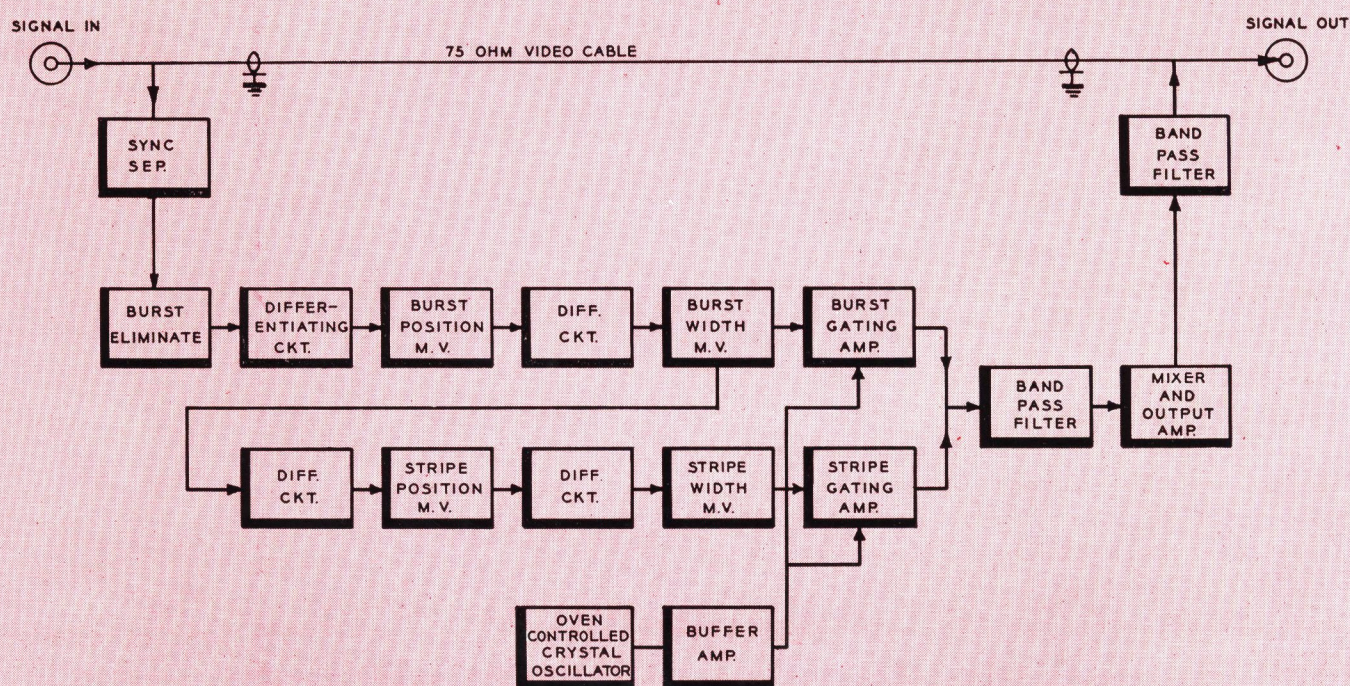 SIGNAL IN
SIGNAL OUT
75 OHM VIDEO CABLE
SYNC
SEP.
BAND
PASS
FILTER
BURST
ELIMINATE
DIFFER-
ENTIATING
CKT.
BURST
POSITION
M.V.
DIFF.
CKT.
BURST
WIDTH
M.V.
BURST
GATING
AMP.
BAND
PASS
FILTER
MIXER
AND
OUTPUT
AMP.
DIFF.
CKT.
STRIPE
POSITION
M.V.
DIFF.
CKT.
STRIPE
WIDTH
M.V.
STRIPE
GATING
AMP.
OVEN
CONTROLLED
CRYSTAL
OSCILLATOR
BUFFER
AMP.